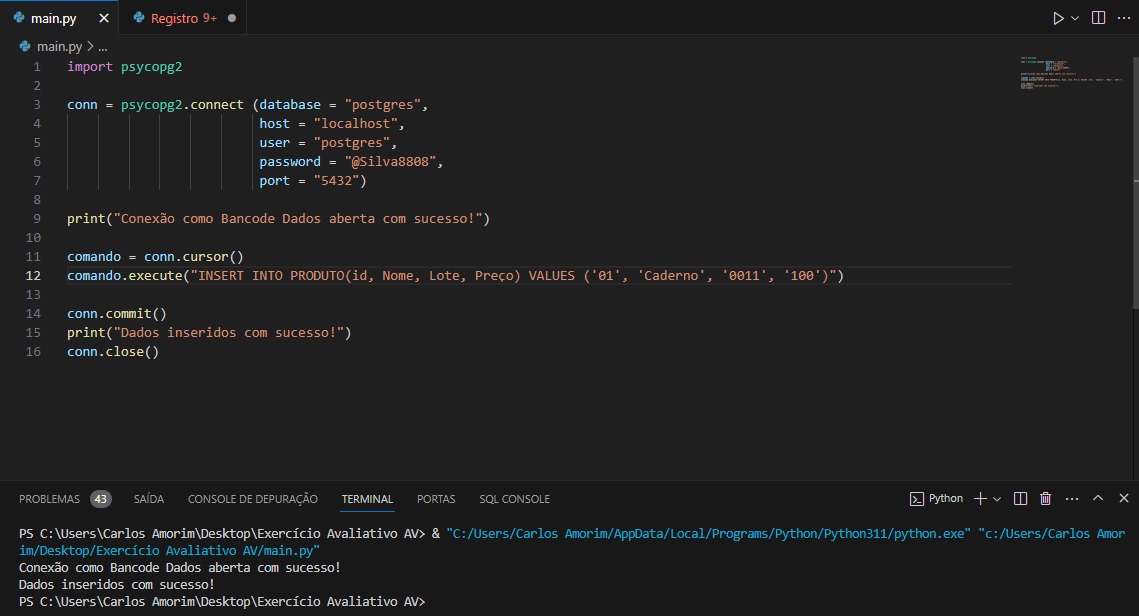 main.py
Registro 9+
main.py > ...
1 import psycopg2
2
3 conn = psycopg2.connect (database = "postgres",
4 host = "localhost",
5 user = "postgres",
6 password = "@Silva8808",
7 port = "5432")
8
9 print("Conexão como Bancode Dados aberta com sucesso!")
10
11 comando = conn.cursor()
12 comando.execute("INSERT INTO PRODUTO(id, Nome, Lote, Preço) VALUES ('01', 'Caderno', '0011', '100')")
13
14 conn.commit()
15 print("Dados inseridos com sucesso!")
16 conn.close()
PROBLEMAS 43 SAÍDA CONSOLE DE DEPURAÇÃO TERMINAL PORTAS SQL CONSOLE Python
PS C:\Users\Carlos Amorim\Desktop\Exercício Avaliativo AV> & "C:/Users/Carlos Amorim/AppData/Local/Programs/Python/Python311/python.exe" "c:/Users/Carlos Amor
im/Desktop/Exercício Avaliativo AV/main.py"
Conexão como Bancode Dados aberta com sucesso!
Dados inseridos com sucesso!
PS C:\Users\Carlos Amorim\Desktop\Exercício Avaliativo AV>